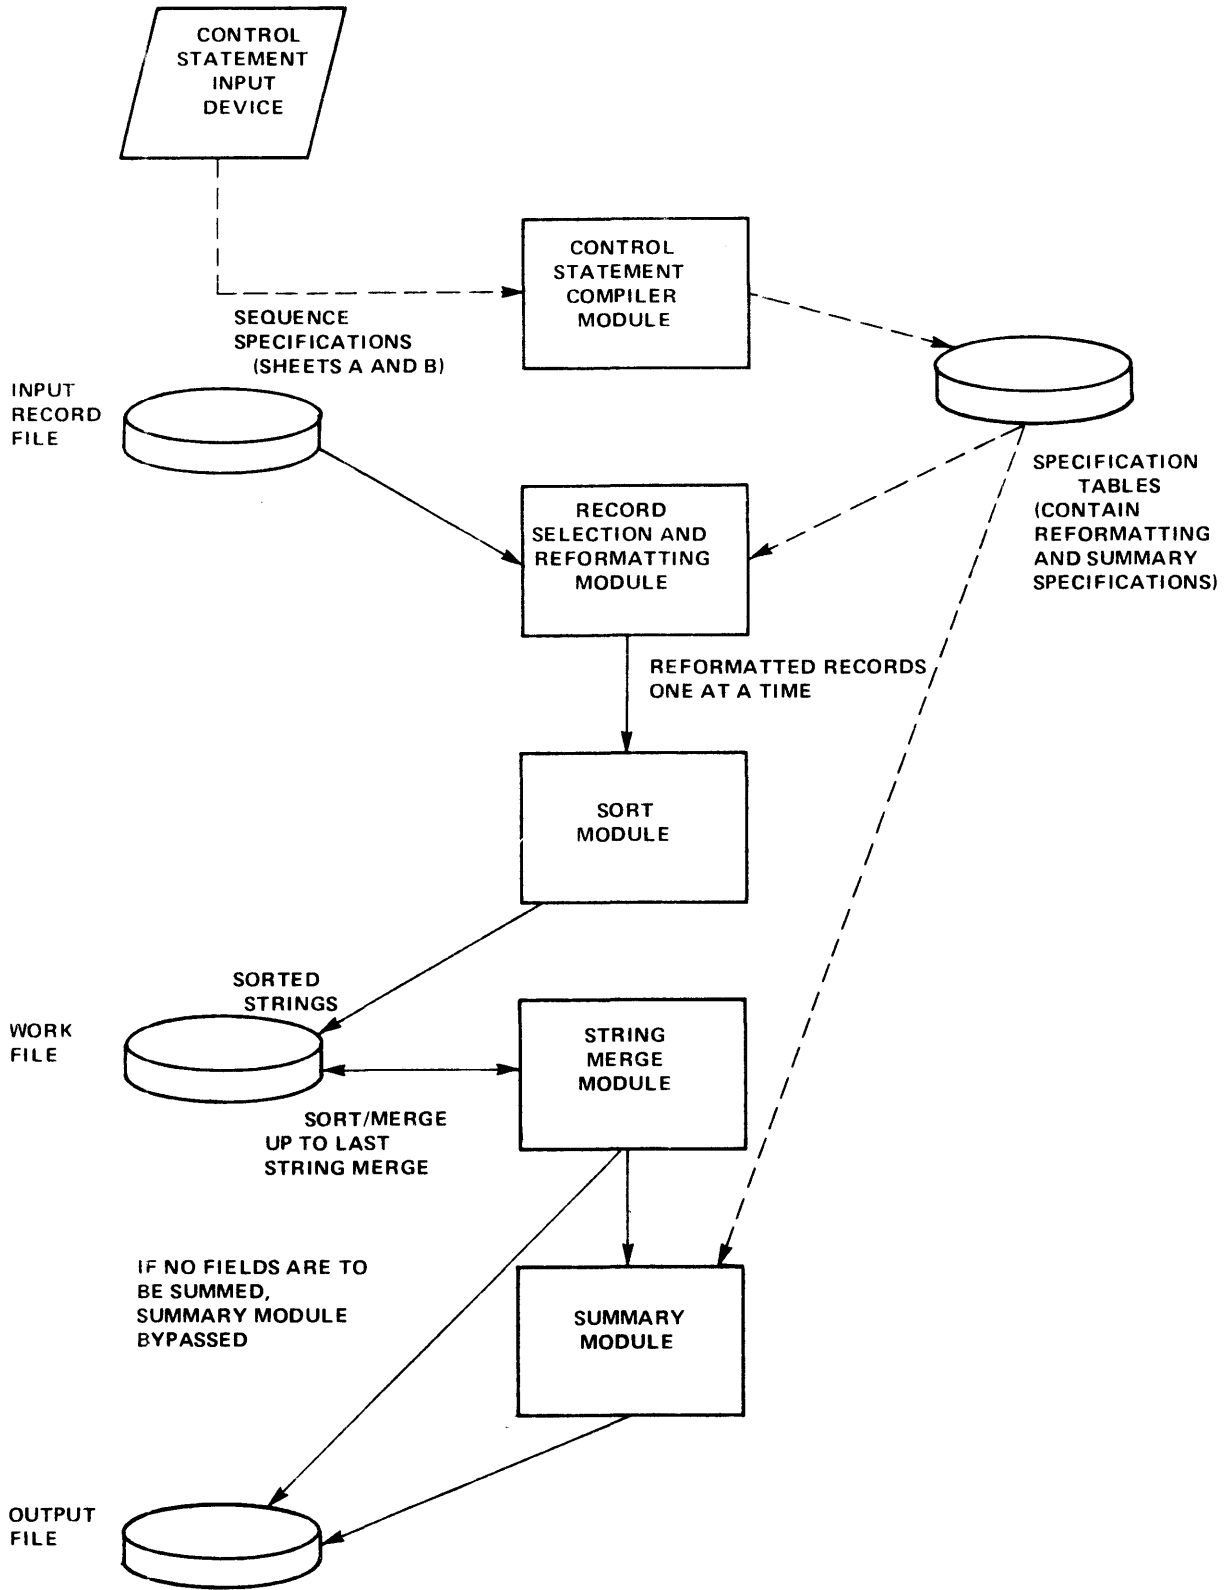 CONTROL
STATEMENT
INPUT
DEVICE
CONTROL
STATEMENT
COMPILER
MODULE
SEQUENCE
SPECIFICATIONS
(SHEETS A AND B)
INPUT
RECORD
FILE
SPECIFICATION
TABLES
(CONTAIN
REFORMATTING
AND SUMMARY
SPECIFICATIONS)
RECORD
SELECTION AND
REFORMATTING
MODULE
REFORMATTED RECORDS
ONE AT A TIME
SORT
MODULE
SORTED
STRINGS
WORK
FILE
STRING
MERGE
MODULE
SORT/MERGE
UP TO LAST
STRING MERGE
IF NO FIELDS ARE TO
BE SUMMED,
SUMMARY MODULE
BYPASSED
SUMMARY
MODULE
OUTPUT
FILE